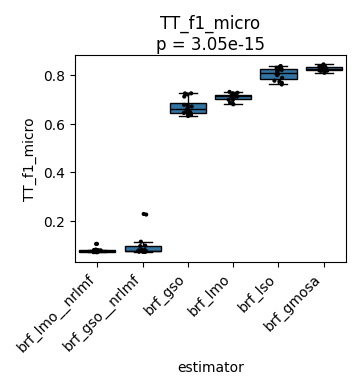 TT_f1_micro
p = 3.05e-15
TT_f1_micro
0.8
0.6
0.4
0.2
brf_lmo__nrlmf
brf_gso__nrlmf
brf_gso
brf_lmo
brf_lso
brf_gmosa
estimator